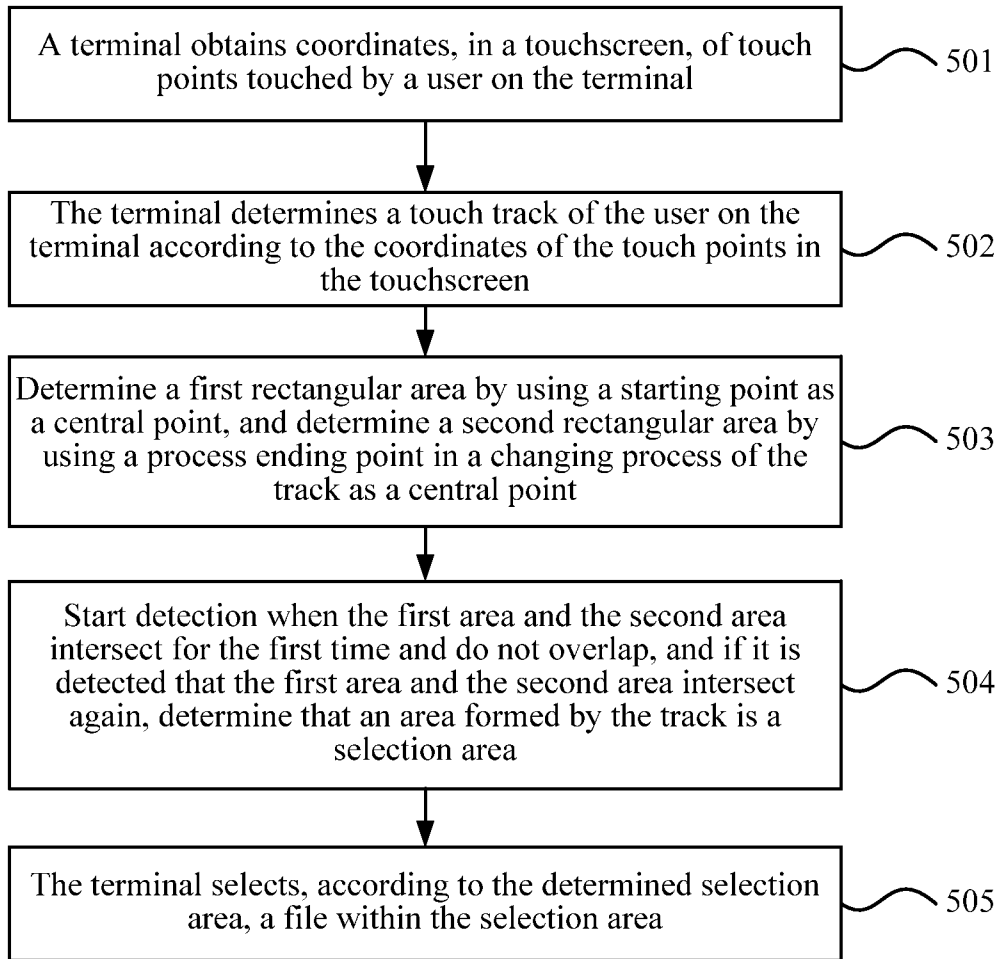 A terminal obtains coordinates, in a touchscreen, of touch
points touched by a user on the terminal
501
The terminal determines a touch track of the user on the
terminal according to the coordinates of the touch points in
the touchscreen
502
Determine a first rectangular area by using a starting point as
a central point, and determine a second rectangular area by
using a process ending point in a changing process of the
track as a central point
503
Start detection when the first area and the second area
intersect for the first time and do not overlap, and if it is
detected that the first area and the second area intersect
again, determine that an area formed by the track is a
selection area
504
The terminal selects, according to the determined selection
area, a file within the selection area
505